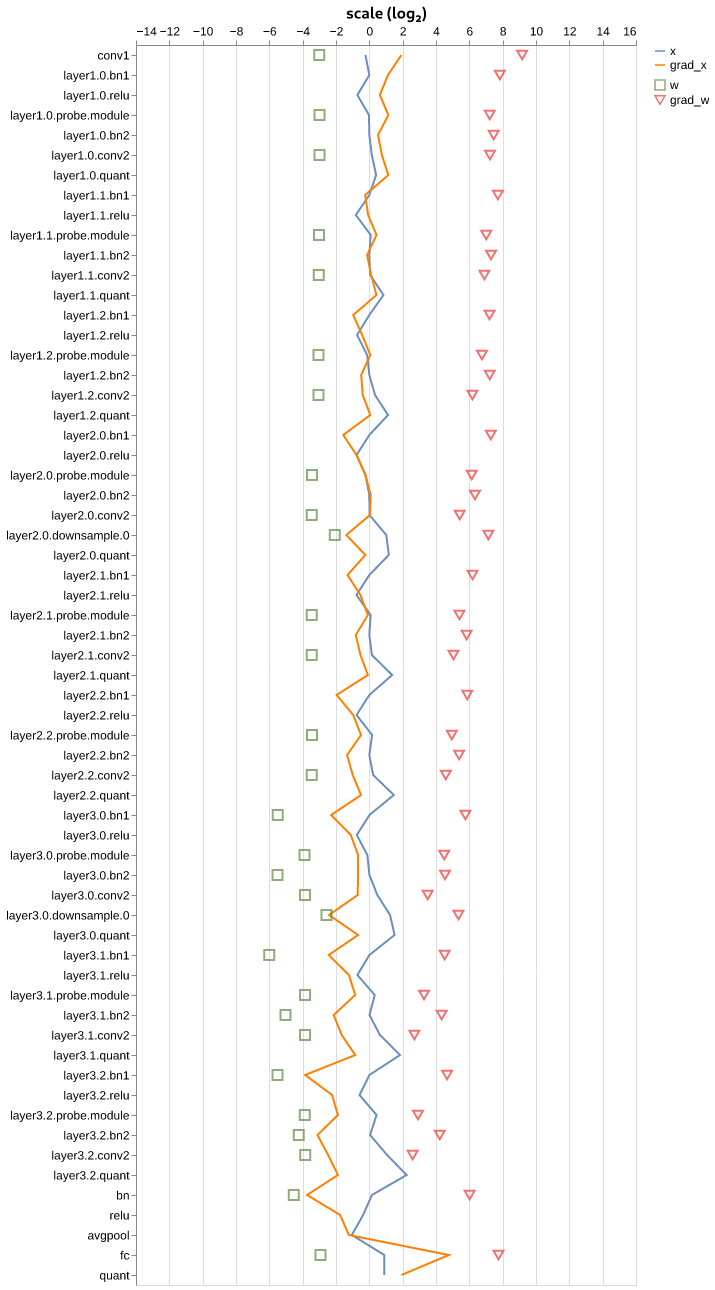 scale (log₂)
−14 −12 −10 −8 −6 −4 −2 0 2 4 6 8 10 12 14 16
x
grad_x
w
grad_w
conv1
layer1.0.bn1
layer1.0.relu
layer1.0.probe.module
layer1.0.bn2
layer1.0.conv2
layer1.0.quant
layer1.1.bn1
layer1.1.relu
layer1.1.probe.module
layer1.1.bn2
layer1.1.conv2
layer1.1.quant
layer1.2.bn1
layer1.2.relu
layer1.2.probe.module
layer1.2.bn2
layer1.2.conv2
layer1.2.quant
layer2.0.bn1
layer2.0.relu
layer2.0.probe.module
layer2.0.bn2
layer2.0.conv2
layer2.0.downsample.0
layer2.0.quant
layer2.1.bn1
layer2.1.relu
layer2.1.probe.module
layer2.1.bn2
layer2.1.conv2
layer2.1.quant
layer2.2.bn1
layer2.2.relu
layer2.2.probe.module
layer2.2.bn2
layer2.2.conv2
layer2.2.quant
layer3.0.bn1
layer3.0.relu
layer3.0.probe.module
layer3.0.bn2
layer3.0.conv2
layer3.0.downsample.0
layer3.0.quant
layer3.1.bn1
layer3.1.relu
layer3.1.probe.module
layer3.1.bn2
layer3.1.conv2
layer3.1.quant
layer3.2.bn1
layer3.2.relu
layer3.2.probe.module
layer3.2.bn2
layer3.2.conv2
layer3.2.quant
bn
relu
avgpool
fc
quant